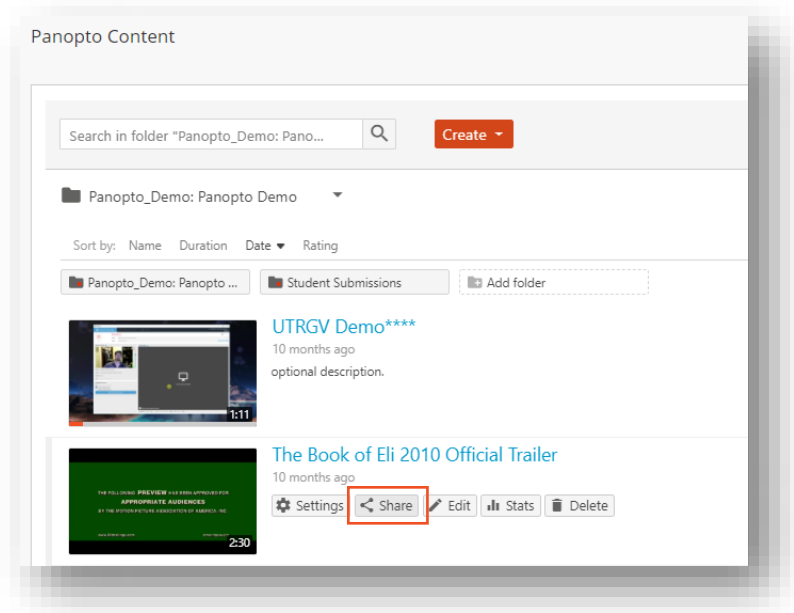 Panopto Content
Search in folder "Panopto_Demo: Pano...
Create
Panopto_Demo: Panopto Demo
Sort by: Name Duration Date Rating
Panopto_Demo: Panopto ... Student Submissions Add folder
UTRGV Demo****
10 months ago
optional description.
1:11
The Book of Eli 2010 Official Trailer
10 months ago
Settings Share Edit Stats Delete
THE FOLLOWING PREVIEW HAS BEEN APPROVED FOR
APPROPRIATE AUDIENCES
BY THE MOTION PICTURE ASSOCIATION OF AMERICA, INC.
2:30